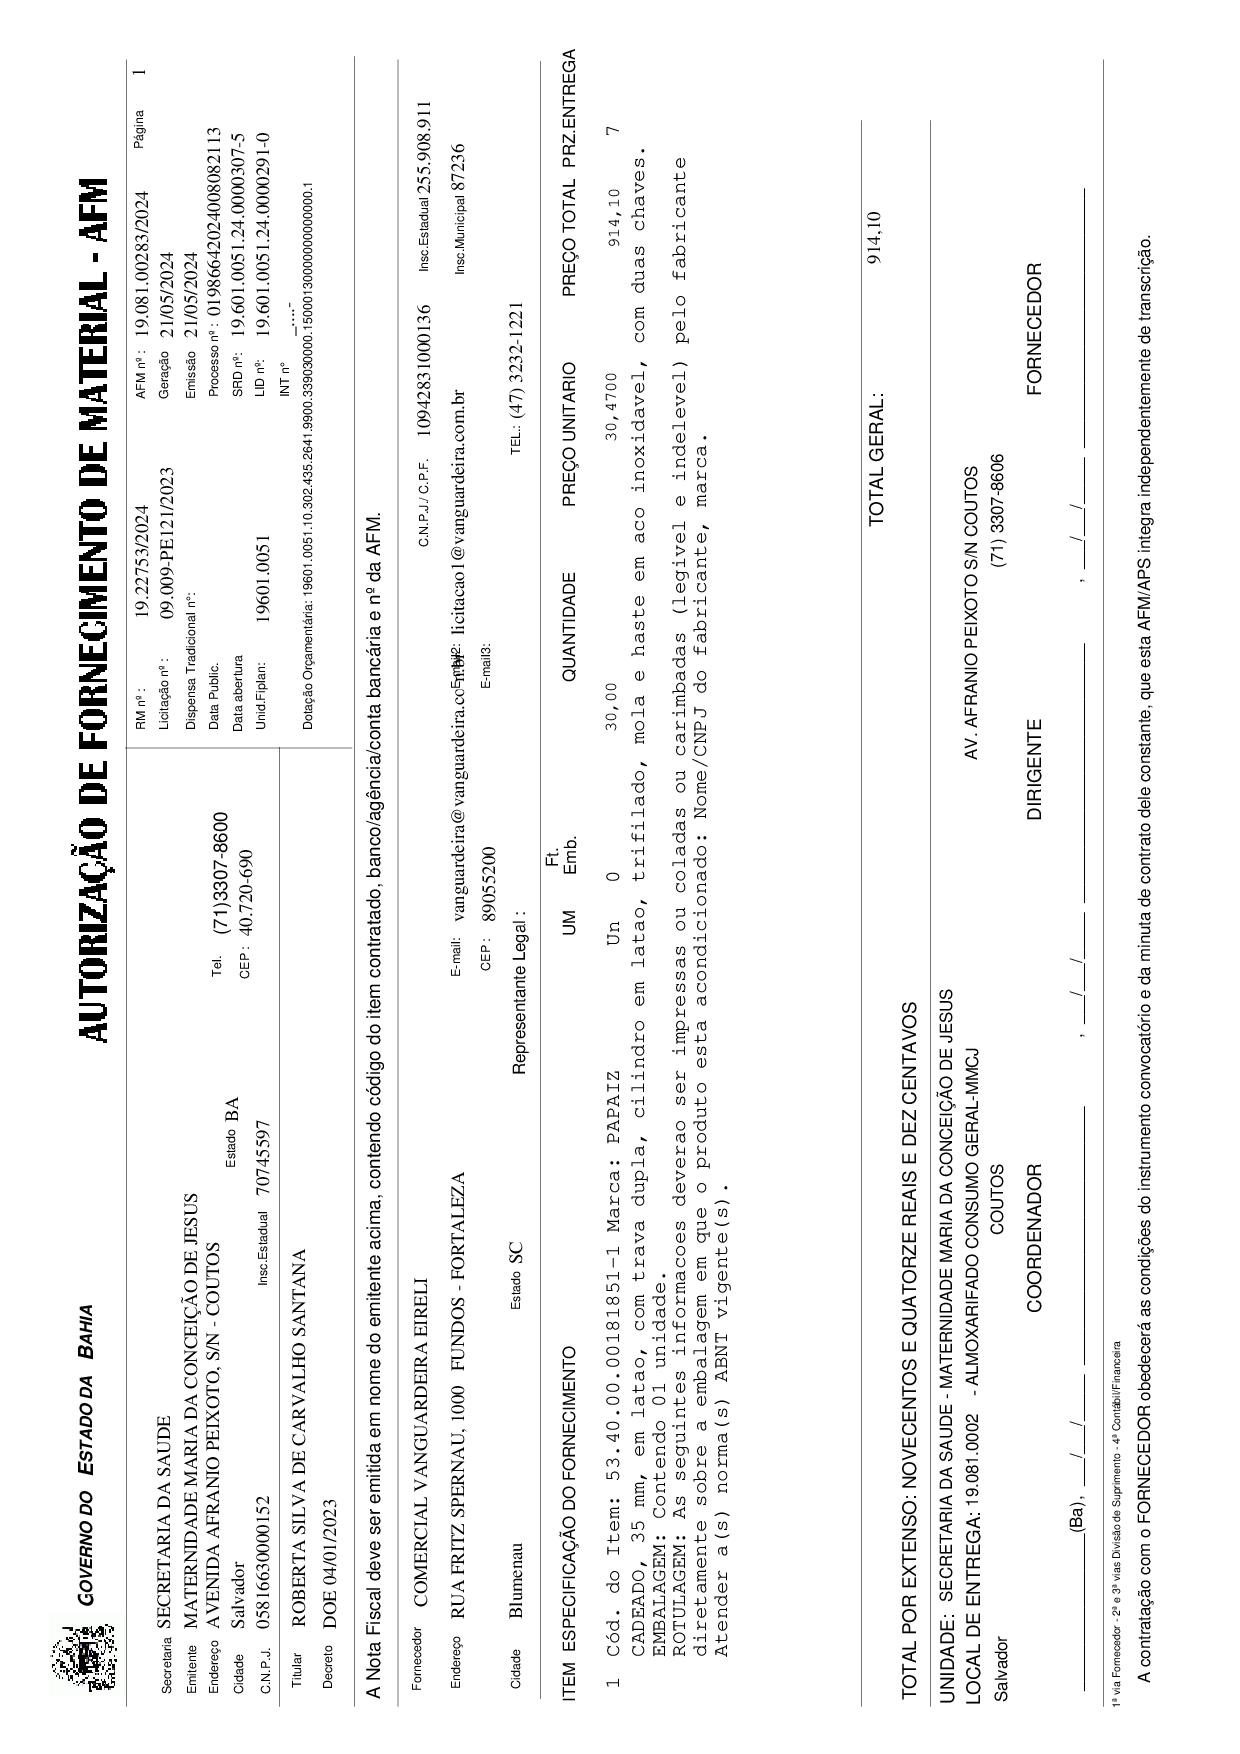 GOVERNO DO ESTADO DA BAHIA
AUTORIZAÇÃO DE FORNECIMENTO DE MATERIAL - AFM
RM nº : 19.22753/2024 AFM nº : 19.081.00283/2024 Página 1
Secretaria SECRETARIA DA SAUDE Licitação nº : 09.009-PE121/2023 Geração 21/05/2024
Emitente MATERNIDADE MARIA DA CONCEIÇÃO DE JESUS Dispensa Tradicional n°: Emissão 21/05/2024
Endereço AVENIDA AFRANIO PEIXOTO, S/N - COUTOS Tel. (71)3307-8600 Data Public. Processo nº : 01986642024008082113
Cidade Salvador Estado BA CEP : 40.720-690 Data abertura SRD nº: 19.601.0051.24.0000307-5
C.N.P.J. 05816630000152 Insc.Estadual 70745597 Unid.Fiplan: 19601.0051 LID nº: 19.601.0051.24.0000291-0
INT n° _....-
Titular ROBERTA SILVA DE CARVALHO SANTANA Dotação Orçamentária: 19601.0051.10.302.435.2641.9900.339030000.15000130000000000000.1
Decreto DOE 04/01/2023
A Nota Fiscal deve ser emitida em nome do emitente acima, contendo código do item contratado, banco/agência/conta bancária e nº da AFM.
Fornecedor COMERCIAL VANGUARDEIRA EIRELI C.N.P.J./ C.P.F. 10942831000136 Insc.Estadual 255.908.911
Endereço RUA FRITZ SPERNAU, 1000 FUNDOS - FORTALEZA E-mail: vanguardeira@vanguardeira.com.br E-mail2: licitacao1@vanguardeira.com.br Insc.Municipal 87236
CEP : 89055200 E-mail3:
Cidade Blumenau Estado SC Representante Legal : TEL.: (47) 3232-1221
ITEM ESPECIFICAÇÃO DO FORNECIMENTO UM Ft. Emb. QUANTIDADE PREÇO UNITARIO PREÇO TOTAL PRZ.ENTREGA
1 Cód. do Item: 53.40.00.00181851-1 Marca: PAPAIZ Un 0 30,00 30,4700 914,10 7
CADEADO, 35 mm, em latao, com trava dupla, cilindro em latao, trifilado, mola e haste em aco inoxidavel, com duas chaves.
EMBALAGEM: Contendo 01 unidade.
ROTULAGEM: As seguintes informacoes deverao ser impressas ou coladas ou carimbadas (legivel e indelevel) pelo fabricante
diretamente sobre a embalagem em que o produto esta acondicionado: Nome/CNPJ do fabricante, marca.
Atender a(s) norma(s) ABNT vigente(s).
TOTAL GERAL: 914,10
TOTAL POR EXTENSO: NOVECENTOS E QUATORZE REAIS E DEZ CENTAVOS
UNIDADE: SECRETARIA DA SAUDE - MATERNIDADE MARIA DA CONCEIÇÃO DE JESUS
LOCAL DE ENTREGA: 19.081.0002 - ALMOXARIFADO CONSUMO GERAL-MMCJ AV. AFRANIO PEIXOTO S/N COUTOS
Salvador COUTOS (71) 3307-8606
COORDENADOR DIRIGENTE FORNECEDOR
_________________(Ba), ___/___/_____ ____________________________ , ___/___/_____ ____________________________ , ___/___/_____ ____________________________
1ª via Fornecedor - 2ª e 3ª vias Divisão de Suprimento - 4ª Contábil/Financeira
A contratação com o FORNECEDOR obedecerá as condições do instrumento convocatório e da minuta de contrato dele constante, que esta AFM/APS integra independentemente de transcrição.